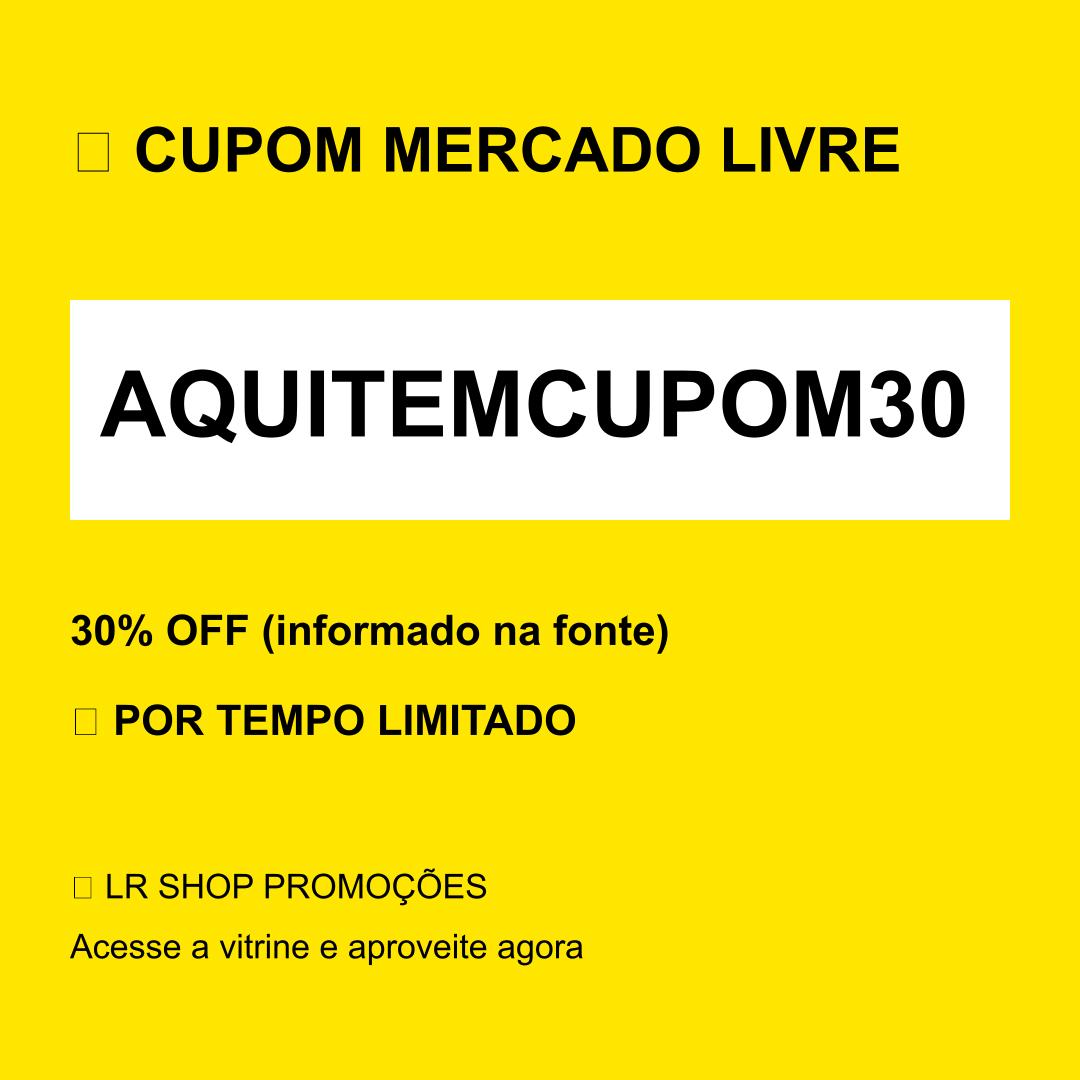 □ CUPOM MERCADO LIVRE
AQUITEMCUPOM30
30% OFF (informado na fonte)
□ POR TEMPO LIMITADO
□ LR SHOP PROMOÇÕES
Acesse a vitrine e aproveite agora